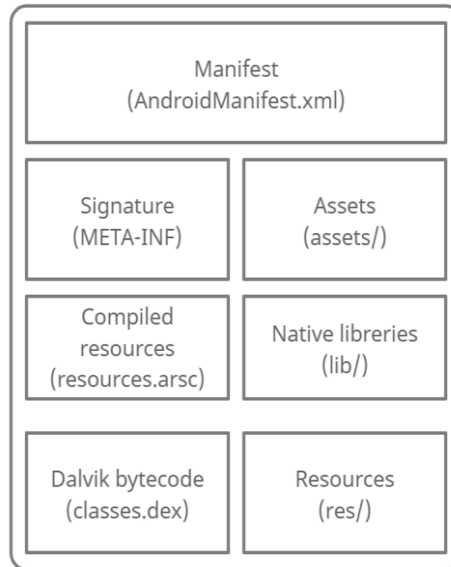 Manifest
(AndroidManifest.xml)
Signature
(META-INF)
Assets
(assets/)
Compiled
resources
(resources.arsc)
Native libreries
(lib/)
Dalvik bytecode
(classes.dex)
Resources
(res/)